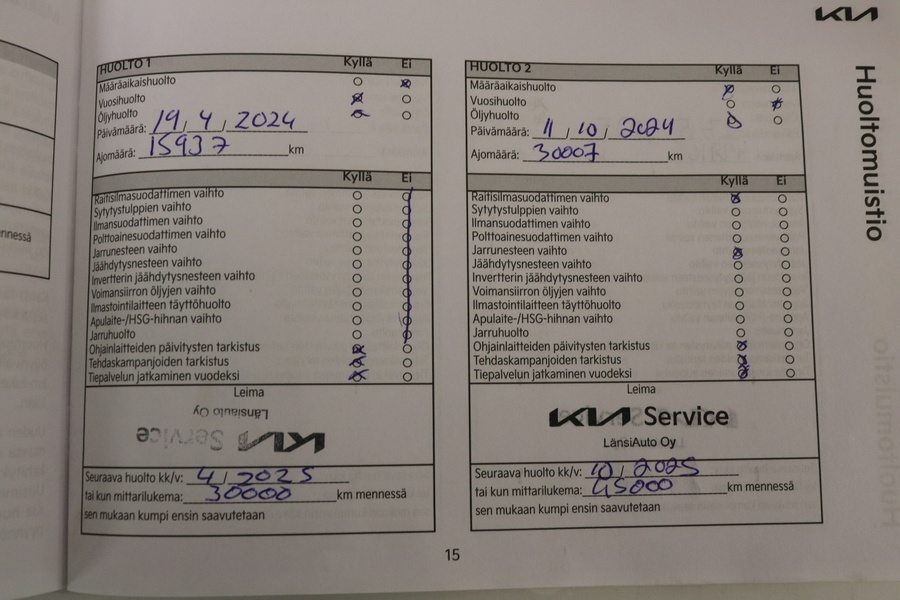 KIA
Huoltomuistio
HUOLTO 1 Kyllä Ei
Määräaikaishuolto
Vuosihuolto
Öljyhuolto
Päivämäärä: 19 / 4 / 2024
Ajomäärä: 15937 km
Kyllä Ei
Raitisilmasuodattimen vaihto
Sytytystulppien vaihto
Ilmansuodattimen vaihto
Polttoainesuodattimen vaihto
Jarrunesteen vaihto
Jäähdytysnesteen vaihto
Invertterin jäähdytysnesteen vaihto
Voimansiirron öljyjen vaihto
Ilmastointilaitteen täyttöhuolto
Apulaite-/HSG-hihnan vaihto
Jarruhuolto
Ohjainlaitteiden päivitysten tarkistus
Tehdaskampanjoiden tarkistus
Tiepalvelun jatkaminen vuodeksi
Leima
KIA Service
Länsiauto Oy
Seuraava huolto kk/v: 4 / 2025
tai kun mittarilukema: 30000 km mennessä
sen mukaan kumpi ensin saavutetaan
HUOLTO 2 Kyllä Ei
Määräaikaishuolto
Vuosihuolto
Öljyhuolto
Päivämäärä: 11 / 10 / 2024
Ajomäärä: 30007 km
Kyllä Ei
Raitisilmasuodattimen vaihto
Sytytystulppien vaihto
Ilmansuodattimen vaihto
Polttoainesuodattimen vaihto
Jarrunesteen vaihto
Jäähdytysnesteen vaihto
Invertterin jäähdytysnesteen vaihto
Voimansiirron öljyjen vaihto
Ilmastointilaitteen täyttöhuolto
Apulaite-/HSG-hihnan vaihto
Jarruhuolto
Ohjainlaitteiden päivitysten tarkistus
Tehdaskampanjoiden tarkistus
Tiepalvelun jatkaminen vuodeksi
Leima
KIA Service
LänsiAuto Oy
Seuraava huolto kk/v: 10 / 2025
tai kun mittarilukema: 45000 km mennessä
sen mukaan kumpi ensin saavutetaan
15